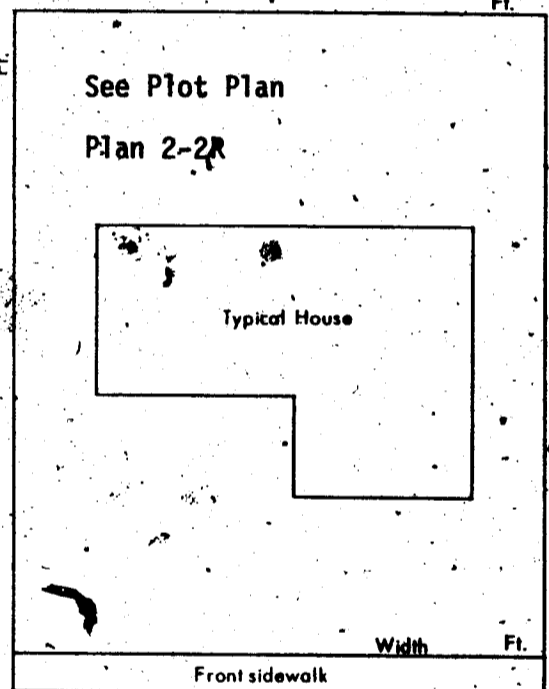 Ft.
Ft.
See Plot Plan
Plan 2-2R
Typical House
Width Ft.
Front sidewalk